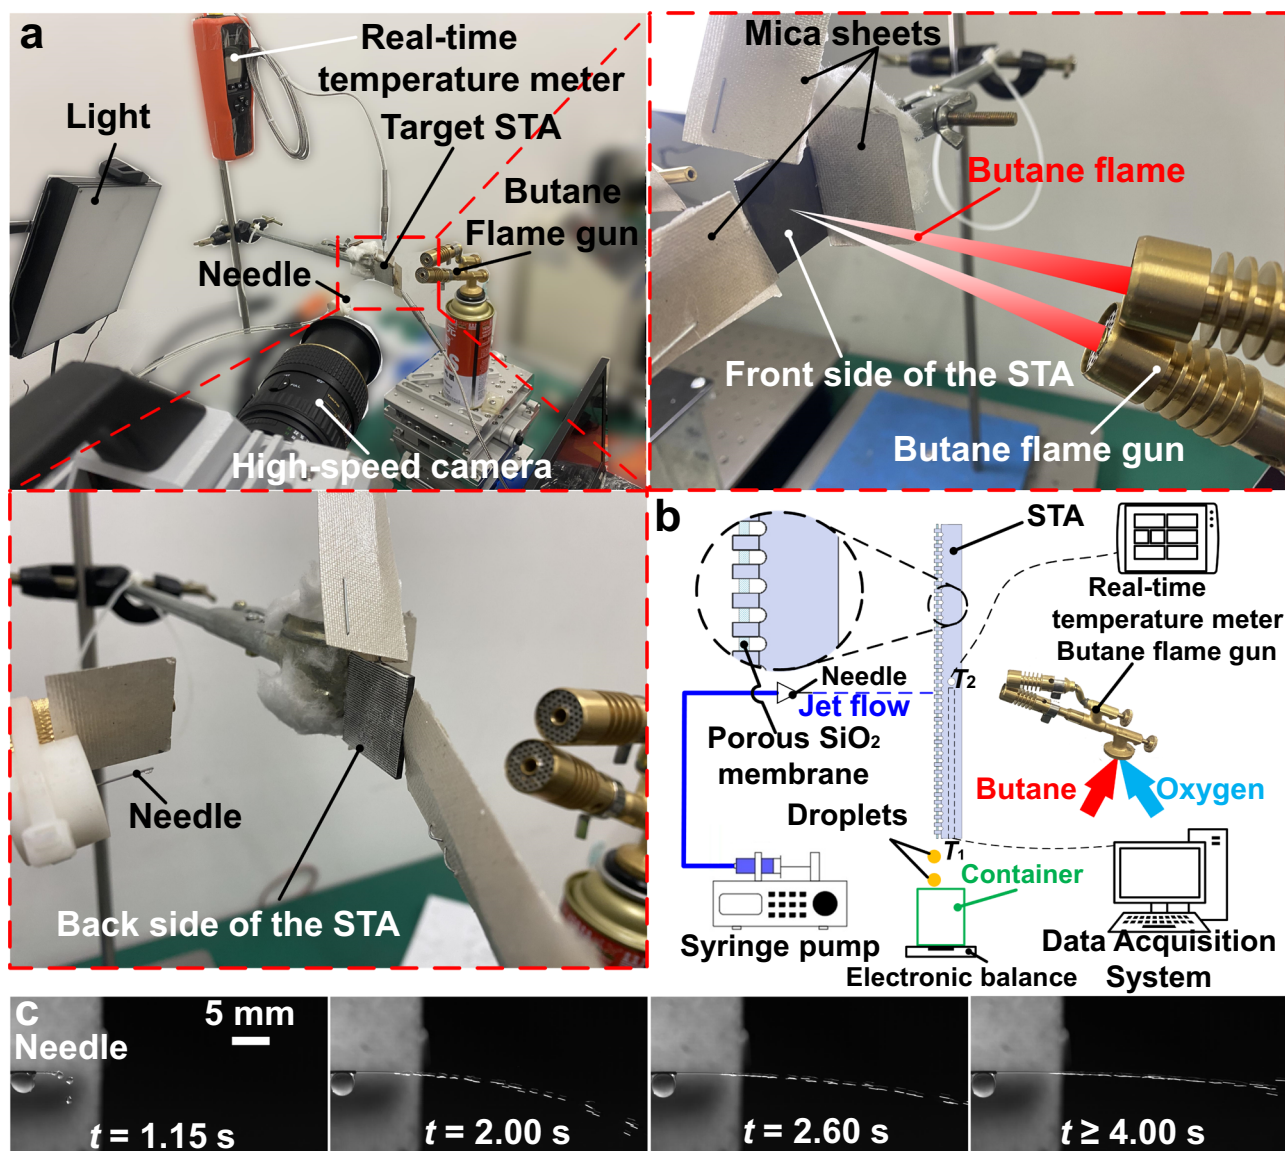 a
Real-time
temperature meter
Light
Target STA
Butane
Flame gun
Needle
High-speed camera
Mica sheets
Butane flame
Front side of the STA
Butane flame gun
Needle
Back side of the STA
b
STA
Real-time
temperature meter
Butane flame gun
T2
Needle
Jet flow
Porous SiO2
membrane
Butane
Oxygen
Droplets
T1
Container
Syringe pump
Electronic balance
Data Acquisition
System
c
5 mm
Needle
t = 1.15 s
t = 2.00 s
t = 2.60 s
t ≥ 4.00 s